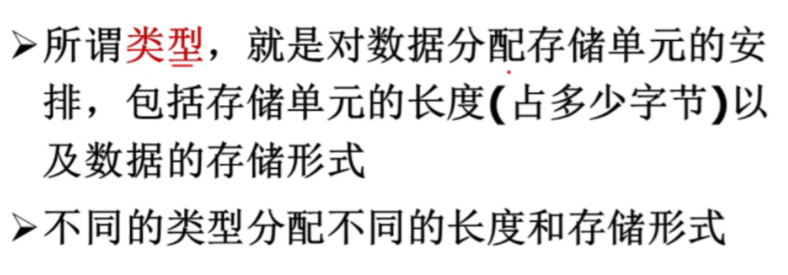 ➢所谓类型，就是对数据分配存储单元的安
排，包括存储单元的长度(占多少字节)以
及数据的存储形式
➢不同的类型分配不同的长度和存储形式